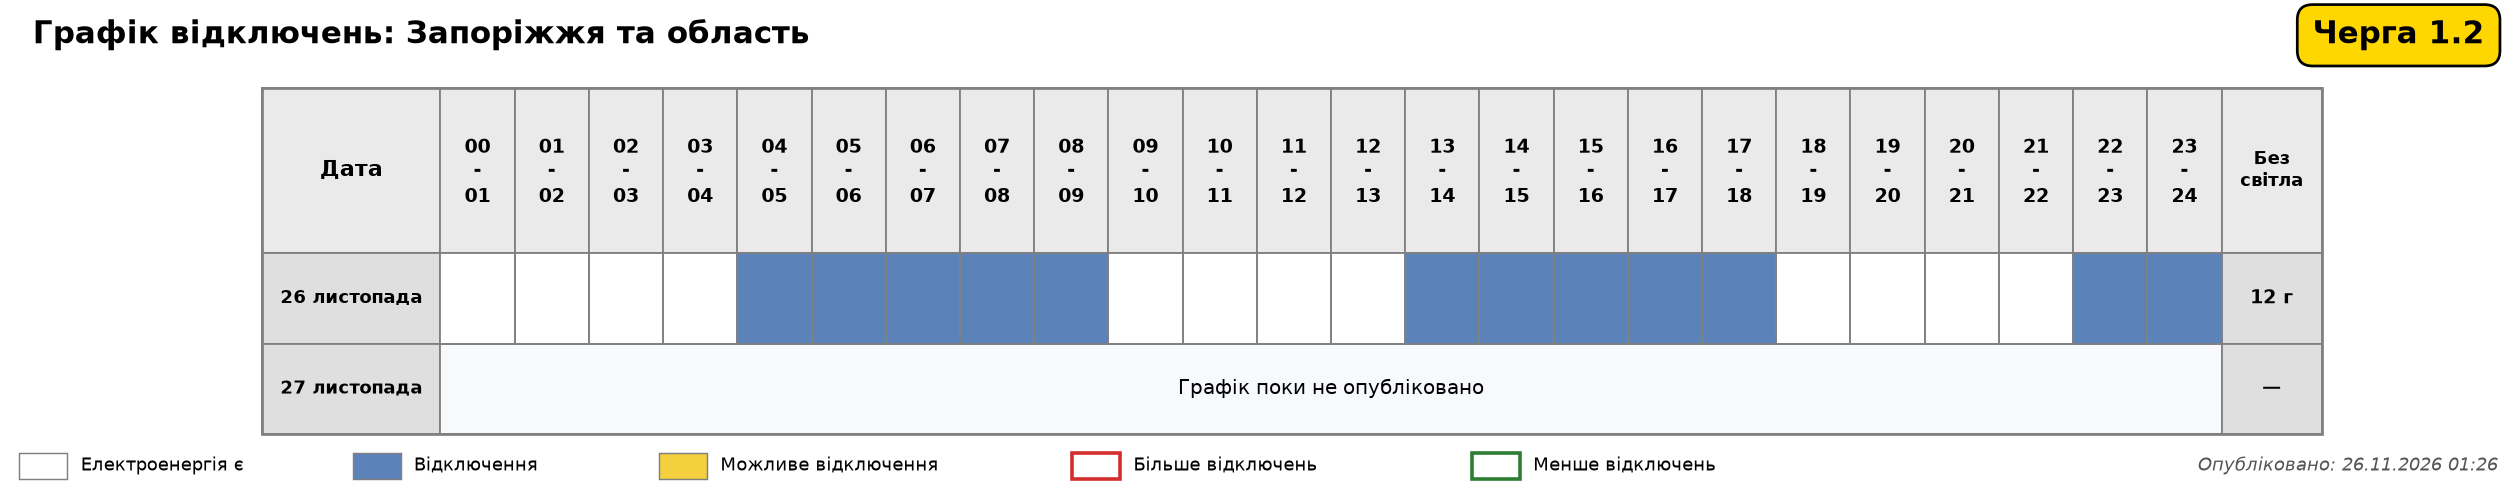 Графік відключень: Запоріжжя та область
Черга 1.2
Дата
00 - 01
01 - 02
02 - 03
03 - 04
04 - 05
05 - 06
06 - 07
07 - 08
08 - 09
09 - 10
10 - 11
11 - 12
12 - 13
13 - 14
14 - 15
15 - 16
16 - 17
17 - 18
18 - 19
19 - 20
20 - 21
21 - 22
22 - 23
23 - 24
Без
світла
26 листопада
12 г
27 листопада
Графік поки не опубліковано
—
Електроенергія є
Відключення
Можливе відключення
Більше відключень
Менше відключень
Опубліковано: 26.11.2026 01:26